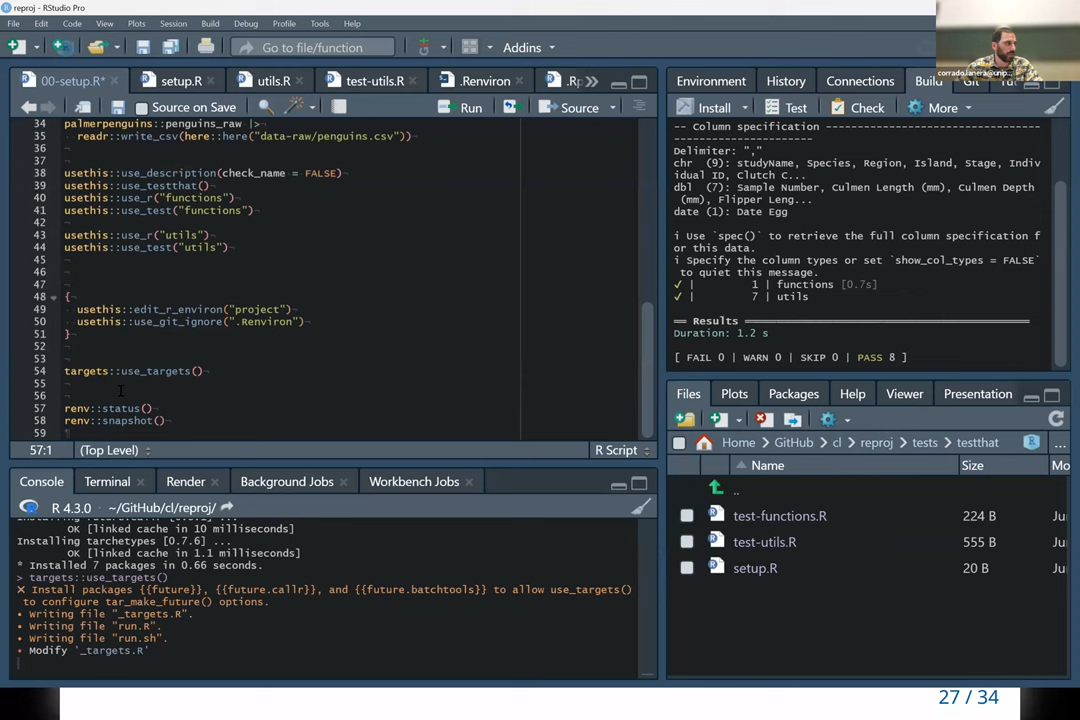 reproj - RStudio Pro
File Edit Code View Plots Session Build Debug Profile Tools Help
Go to file/function Addins
00-setup.R* setup.R utils.R test-utils.R .Renviron .Rp
Source on Save Run Source
34 palmerpenguins::penguins_raw |>
35 readr::write_csv(here::here("data-raw/penguins.csv"))
36
37
38 usethis::use_description(check_name = FALSE)
39 usethis::use_testthat()
40 usethis::use_r("functions")
41 usethis::use_test("functions")
42
43 usethis::use_r("utils")
44 usethis::use_test("utils")
45
46
47
48 {
49 usethis::edit_r_environ("project")
50 usethis::use_git_ignore(".Renviron")
51 }
52
53
54 targets::use_targets()
55
56
57 renv::status()
58 renv::snapshot()
59
57:1 (Top Level) R Script
Console Terminal Render Background Jobs Workbench Jobs
R 4.3.0 · ~/GitHub/cl/reproj/
OK [linked cache in 10 milliseconds]
Installing tarchetypes [0.7.6] ...
OK [linked cache in 1.1 milliseconds]
* Installed 7 packages in 0.66 seconds.
> targets::use_targets()
✕ Install packages {{future}}, {{future.callr}}, and {{future.batchtools}} to allow use_targets()
to configure tar_make_future() options.
• Writing file "_targets.R".
• Writing file "run.R".
• Writing file "run.sh".
• Modify '_targets.R'
corrado.lanera@unip...
Environment History Connections Build Git Tu
Install Test Check More
-- Column specification ------------------------------------
------------------------
Delimiter: ","
chr (9): studyName, Species, Region, Island, Stage, Indiv
idual ID, Clutch C...
dbl (7): Sample Number, Culmen Length (mm), Culmen Depth
(mm), Flipper Leng...
date (1): Date Egg
i Use `spec()` to retrieve the full column specification f
or this data.
i Specify the column types or set `show_col_types = FALSE`
to quiet this message.
✓ | 1 | functions [0.7s]
✓ | 7 | utils
══ Results ══
Duration: 1.2 s
[ FAIL 0 | WARN 0 | SKIP 0 | PASS 8 ]
Files Plots Packages Help Viewer Presentation
Home GitHub cl reproj tests testthat ...
Name Size Mo
..
test-functions.R 224 B Ju
test-utils.R 555 B Ju
setup.R 20 B Ju
27 / 34